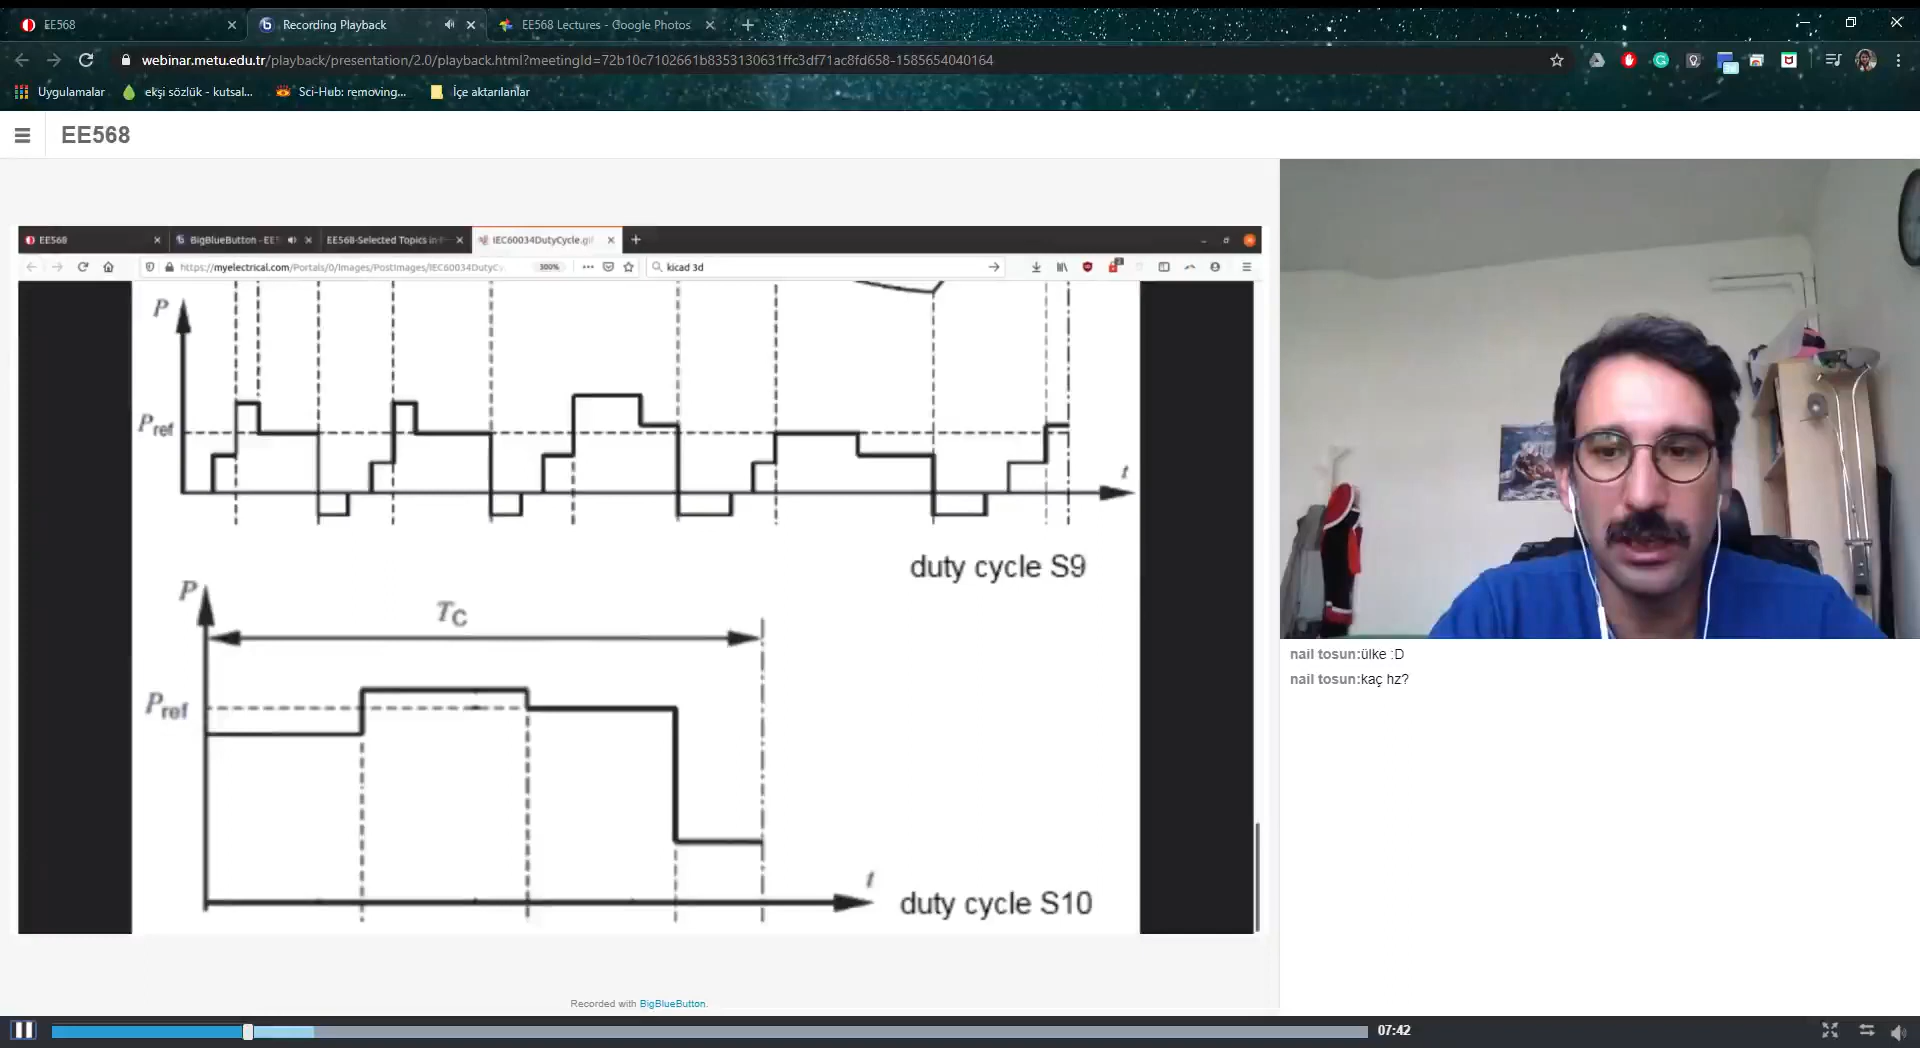 EE568
Recording Playback
EE568 Lectures - Google Photos
webinar.metu.edu.tr/playback/presentation/2.0/playback.html?meetingId=72b10c7102661b8353130631ffc3df71ac8fd658-1585654040164
Uygulamalar
ekşi sözlük - kutsal...
Sci-Hub: removing...
İçe aktarılanlar
EE568
EE568
BigBlueButton - EE5
EE568-Selected Topics in
IEC60034DutyCycle.gif
https://myelectrical.com/Portals/0/Images/PostImages/IEC60034DutyC
300%
kicad 3d
P
Pref
t
duty cycle S9
P
TC
Pref
t
duty cycle S10
nail tosun:ülke :D
nail tosun:kaç hz?
Recorded with BigBlueButton.
07:42